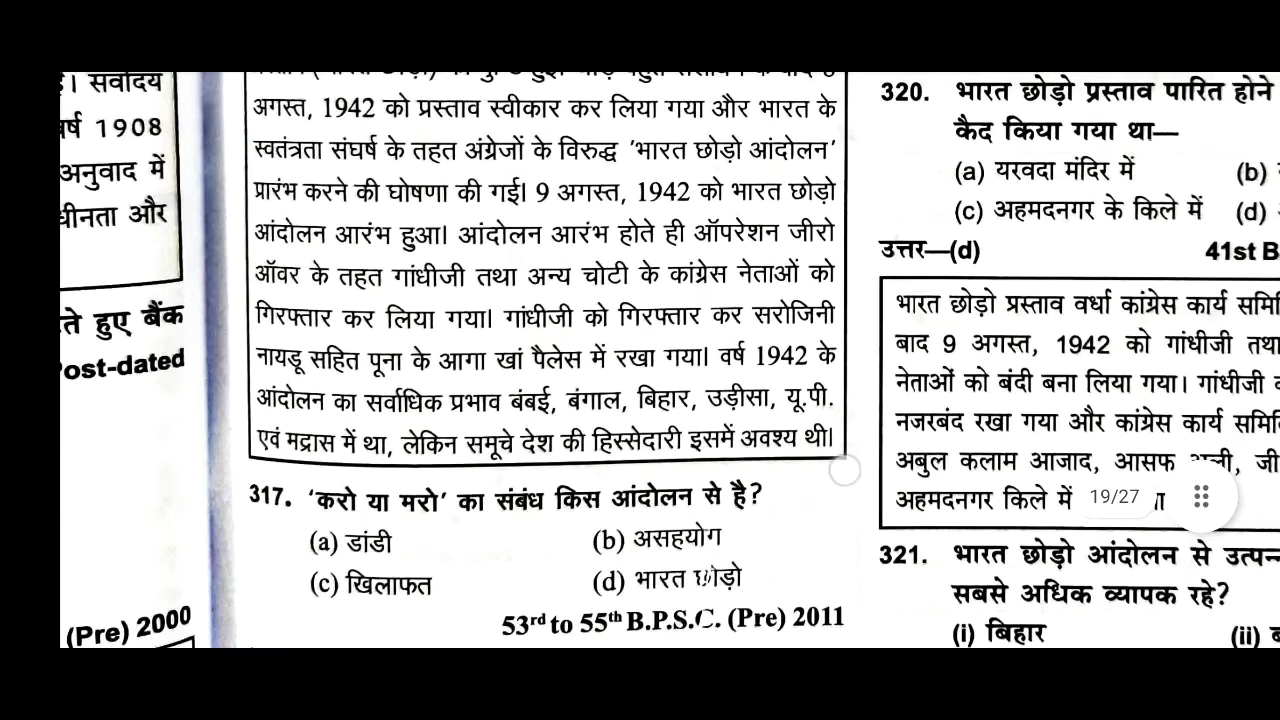 है। सर्वोदय
वर्ष 1908
अनुवाद में
धीनता और
ते हुए बैंक
Post-dated
(Pre) 2000
अगस्त, 1942 को प्रस्ताव स्वीकार कर लिया गया और भारत के
स्वतंत्रता संघर्ष के तहत अंग्रेजों के विरुद्ध 'भारत छोड़ो आंदोलन'
प्रारंभ करने की घोषणा की गई। 9 अगस्त, 1942 को भारत छोड़ो
आंदोलन आरंभ हुआ। आंदोलन आरंभ होते ही ऑपरेशन जीरो
ऑवर के तहत गांधीजी तथा अन्य चोटी के कांग्रेस नेताओं को
गिरफ्तार कर लिया गया। गांधीजी को गिरफ्तार कर सरोजिनी
नायडू सहित पूना के आगा खां पैलेस में रखा गया। वर्ष 1942 के
आंदोलन का सर्वाधिक प्रभाव बंबई, बंगाल, बिहार, उड़ीसा, यू.पी.
एवं मद्रास में था, लेकिन समूचे देश की हिस्सेदारी इसमें अवश्य थी।
317. 'करो या मरो' का संबंध किस आंदोलन से है?
(a) डांडी (b) असहयोग
(c) खिलाफत (d) भारत छोड़ो
53rd to 55th B.P.S.C. (Pre) 2011
320. भारत छोड़ो प्रस्ताव पारित होने
कैद किया गया था—
(a) यरवदा मंदिर में (b)
(c) अहमदनगर के किले में (d)
उत्तर—(d) 41st B
भारत छोड़ो प्रस्ताव वर्धा कांग्रेस कार्य समि
बाद 9 अगस्त, 1942 को गांधीजी तथा
नेताओं को बंदी बना लिया गया। गांधीजी
नजरबंद रखा गया और कांग्रेस कार्य समि
अबुल कलाम आजाद, आसफ अली, जी
अहमदनगर किले में 19/27
321. भारत छोड़ो आंदोलन से उत्पन्न
सबसे अधिक व्यापक रहे?
(i) बिहार (ii)